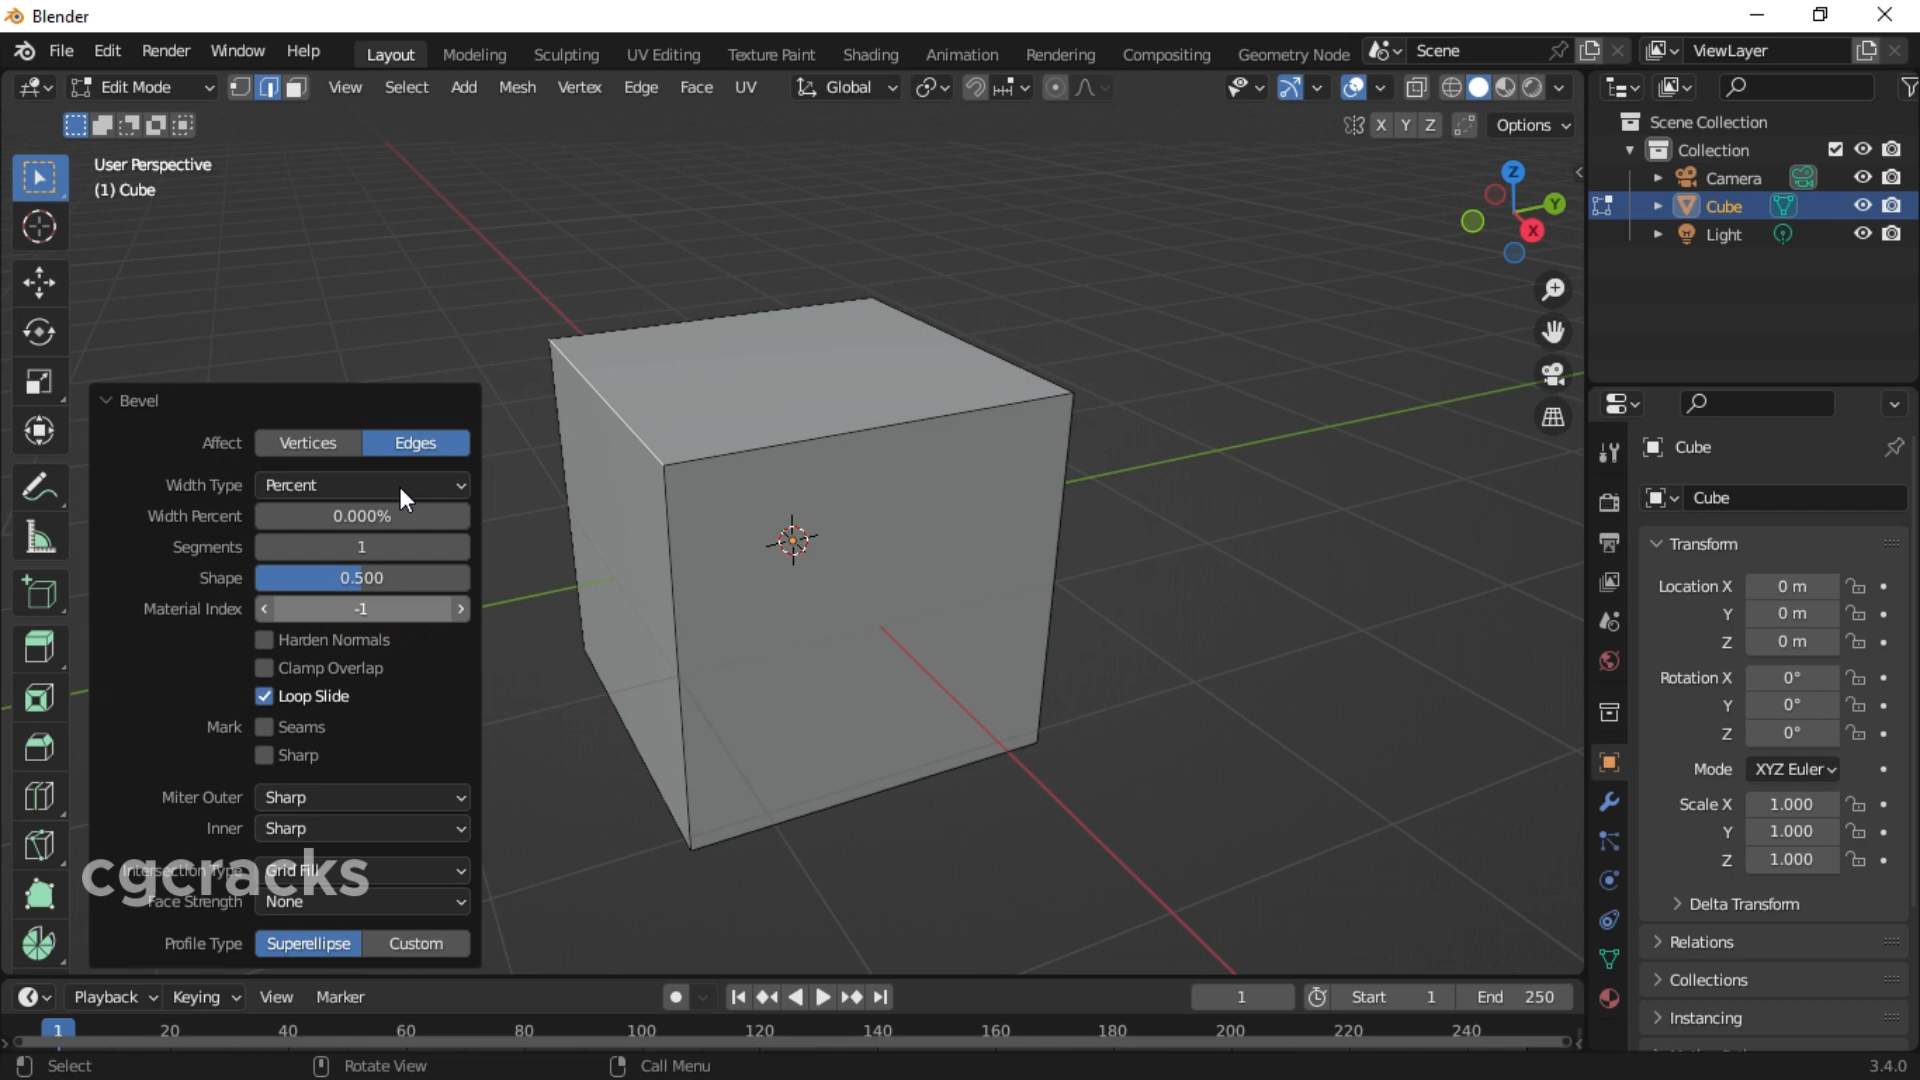 Blender
File Edit Render Window Help Layout Modeling Sculpting UV Editing Texture Paint Shading Animation Rendering Compositing Geometry Node Scene ViewLayer
Edit Mode View Select Add Mesh Vertex Edge Face UV Global
X Y Z Options
User Perspective
(1) Cube
Z
Y
X
Scene Collection
Collection
Camera
Cube
Light
Bevel
Affect Vertices Edges
Width Type Percent
Width Percent 0.000%
Segments 1
Shape 0.500
Material Index -1
Harden Normals
Clamp Overlap
Loop Slide
Mark Seams
Sharp
Miter Outer Sharp
Inner Sharp
Intersection Type Grid Fill
cgcracks
Face Strength None
Profile Type Superellipse Custom
Cube
Cube
Transform
Location X 0 m
Y 0 m
Z 0 m
Rotation X 0°
Y 0°
Z 0°
Mode XYZ Euler
Scale X 1.000
Y 1.000
Z 1.000
Delta Transform
Relations
Collections
Instancing
Playback Keying View Marker 1 Start 1 End 250
1 20 40 60 80 100 120 140 160 180 200 220 240
Select Rotate View Call Menu 3.4.0